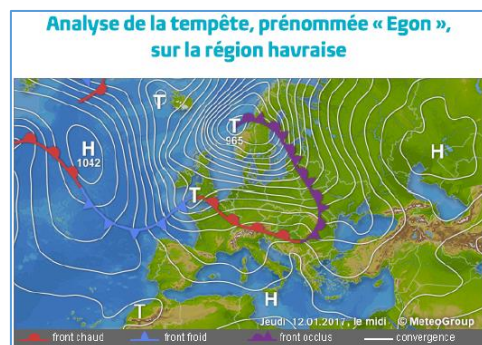 Analyse de la tempête, prénommée « Egon »,
sur la région havraise
T
T
965
H
1042
H
T
T
H
Jeudi 12.01.2017, le midi © MeteoGroup
front chaud front froid front occlus convergence